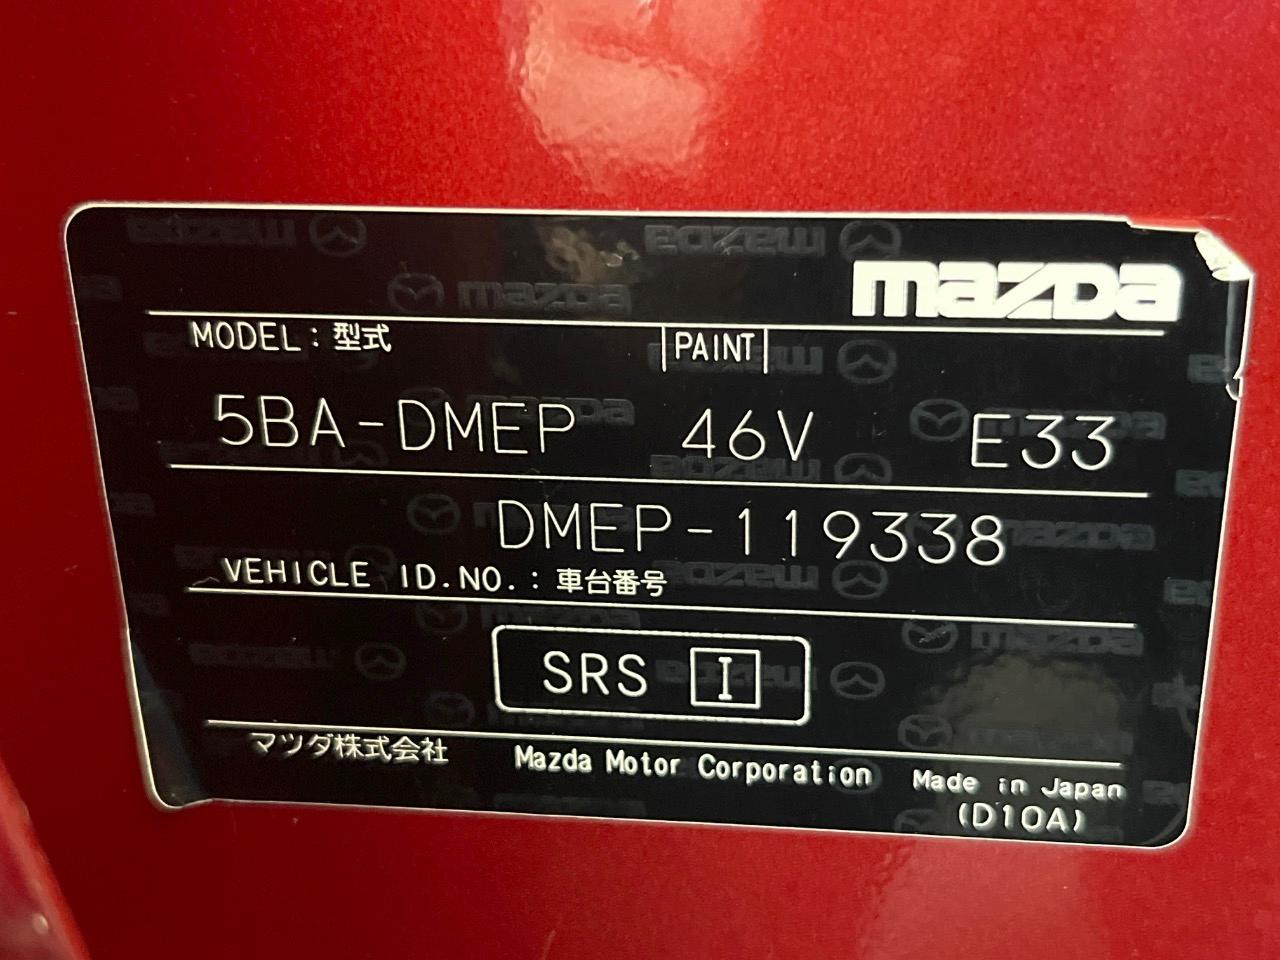 mazda
MODEL : 型式 PAINT
5BA-DMEP 46V E33
DMEP-119338
VEHICLE ID.NO. : 車台番号
SRS I
マツダ株式会社 Mazda Motor Corporation Made in Japan
(D10A)